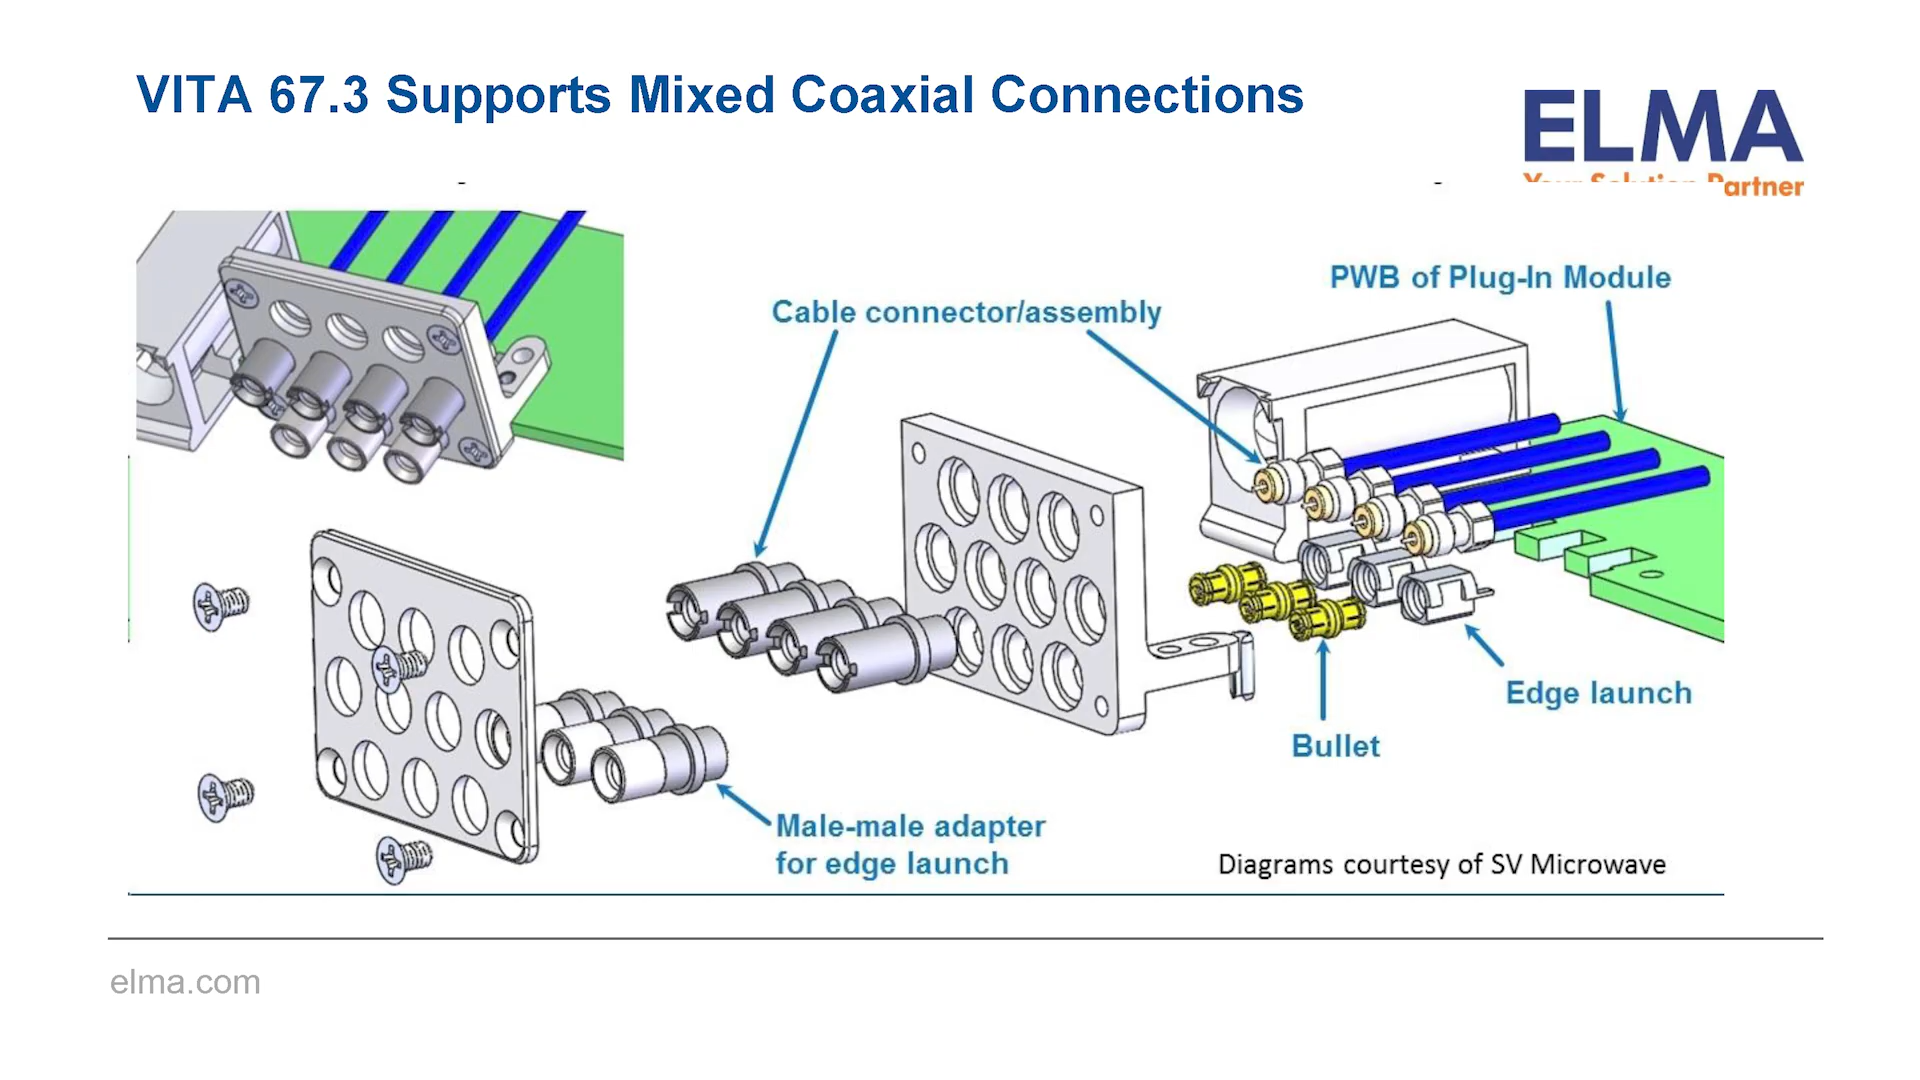 VITA 67.3 Supports Mixed Coaxial Connections
ELMA
Partner
PWB of Plug-In Module
Cable connector/assembly
Edge launch
Bullet
Male-male adapter
for edge launch
Diagrams courtesy of SV Microwave
elma.com